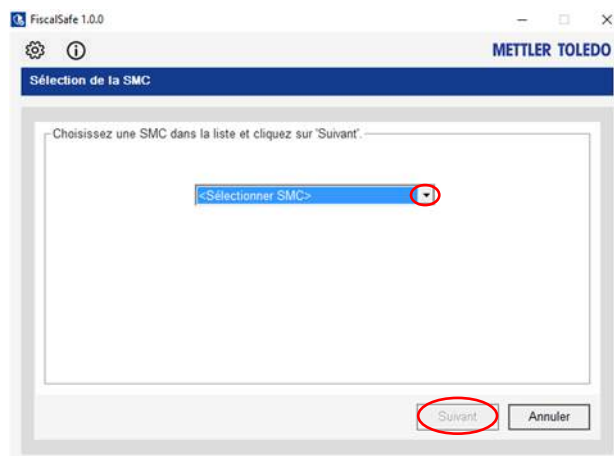 FiscalSafe 1.0.0
METTLER TOLEDO
Sélection de la SMC
Choisissez une SMC dans la liste et cliquez sur 'Suivant'.
<Sélectionner SMC>
Suivant
Annuler